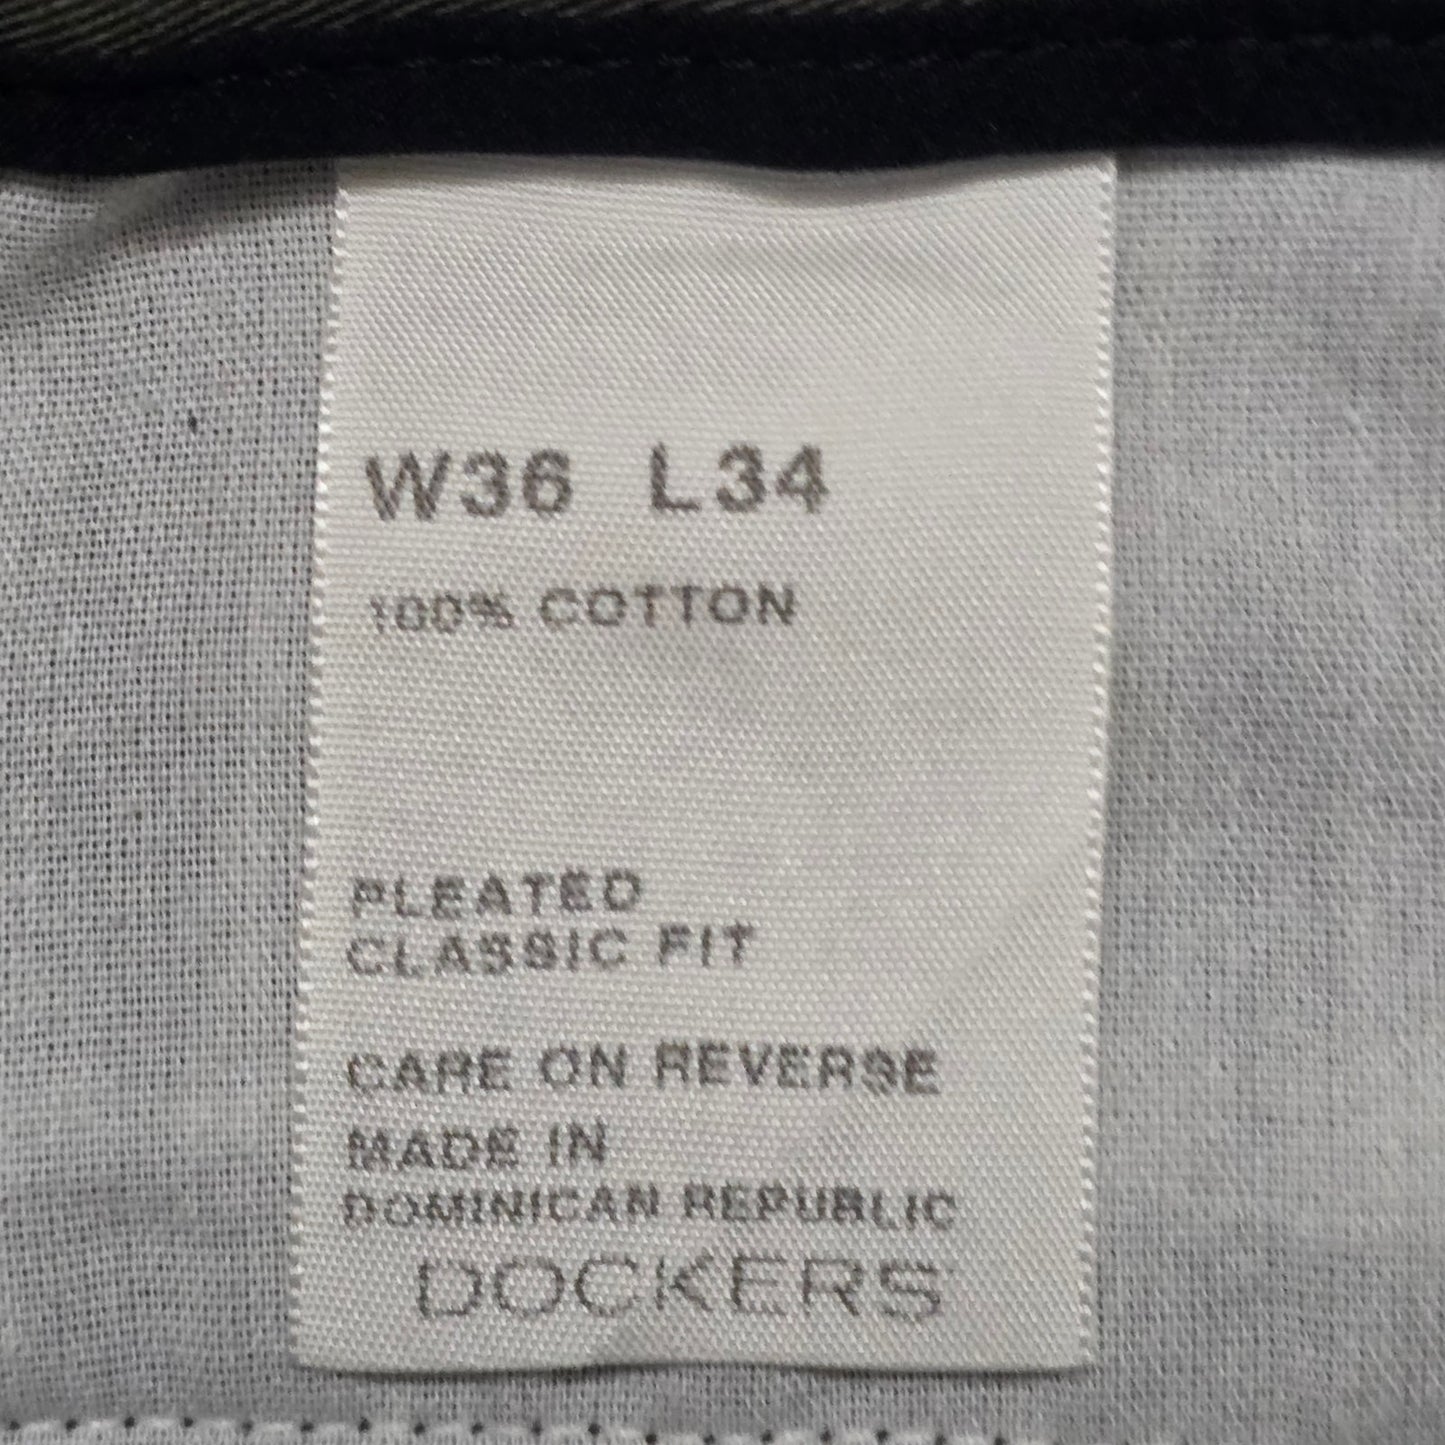 W36 L34
100% COTTON
PLEATED
CLASSIC FIT
CARE ON REVERSE
MADE IN
DOMINICAN REPUBLIC
DOCKERS